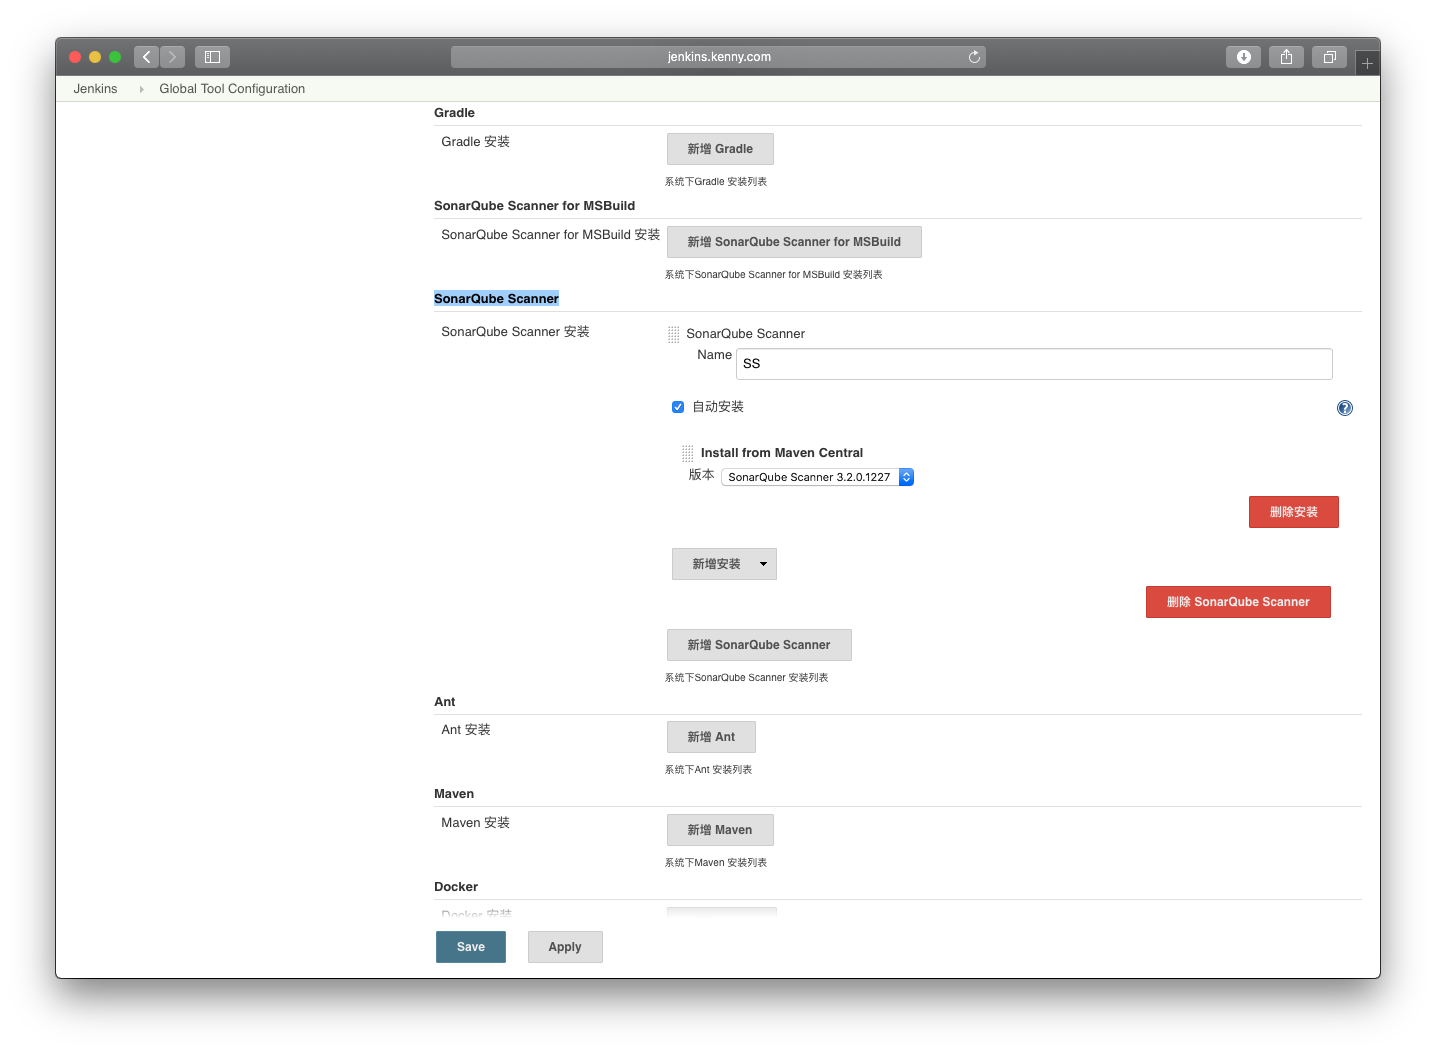 jenkins.kenny.com
Jenkins Global Tool Configuration
Gradle
Gradle 安装
新增 Gradle
系统下Gradle 安装列表
SonarQube Scanner for MSBuild
SonarQube Scanner for MSBuild 安装
新增 SonarQube Scanner for MSBuild
系统下SonarQube Scanner for MSBuild 安装列表
SonarQube Scanner
SonarQube Scanner 安装
SonarQube Scanner
Name SS
自动安装
Install from Maven Central
版本 SonarQube Scanner 3.2.0.1227
删除安装
新增安装
删除 SonarQube Scanner
新增 SonarQube Scanner
系统下SonarQube Scanner 安装列表
Ant
Ant 安装
新增 Ant
系统下Ant 安装列表
Maven
Maven 安装
新增 Maven
系统下Maven 安装列表
Docker
Docker 安装
Save Apply